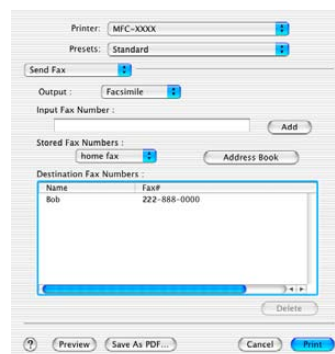 Printer: MFC-XXXX
Presets: Standard
Send Fax
Output : Facsimile
Input Fax Number :
Add
Stored Fax Numbers :
home fax Address Book
Destination Fax Numbers :
Name Fax#
Bob 222-888-0000
Delete
? Preview Save As PDF... Cancel Print